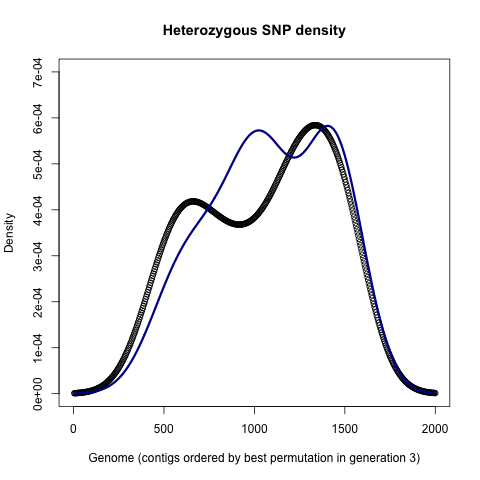 Heterozygous SNP density
Density
7e-04
6e-04
5e-04
4e-04
3e-04
2e-04
1e-04
0e+00
0 500 1000 1500 2000
Genome (contigs ordered by best permutation in generation 3)